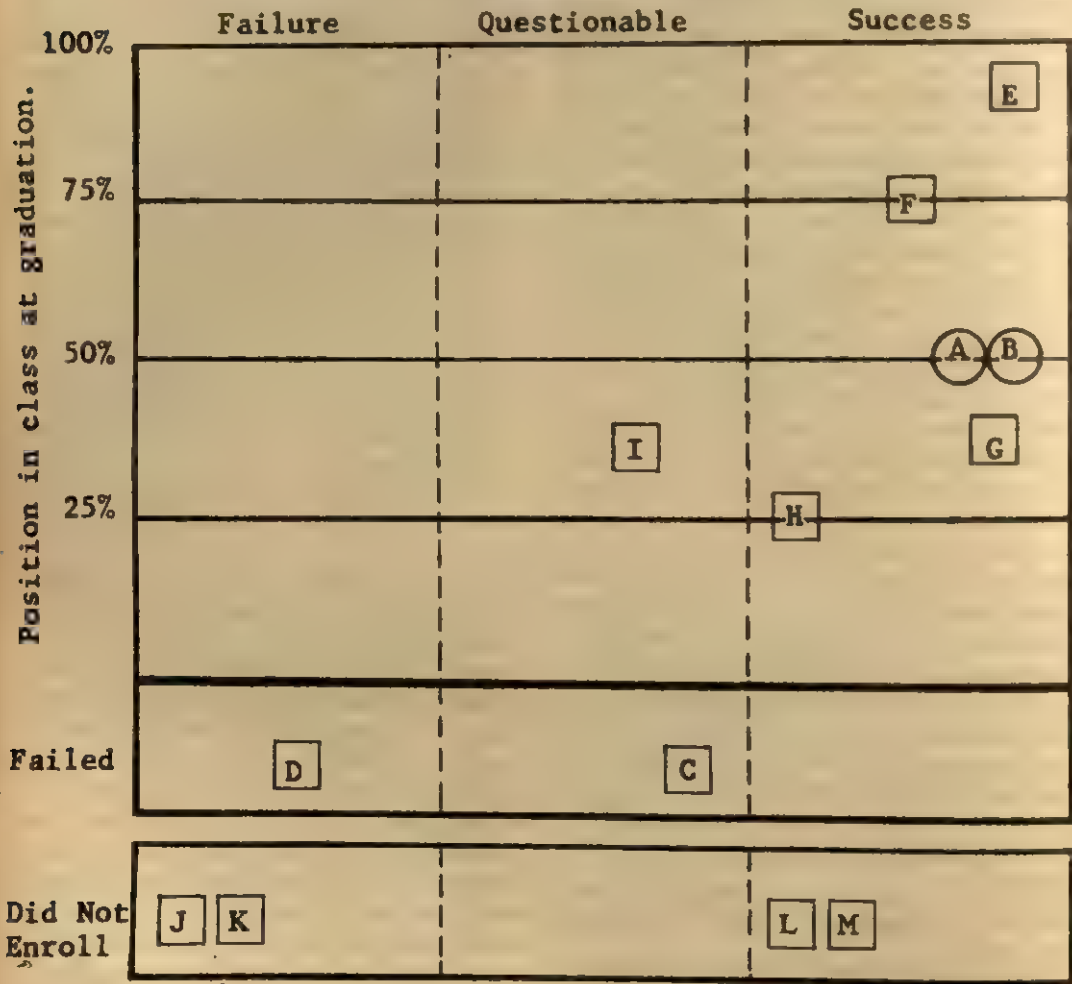 Failure Questionable Success
100%
Position in class at graduation.
E
75%
F
50%
A B
G
I
25%
H
Failed
D C
Did Not
Enroll
J K L M